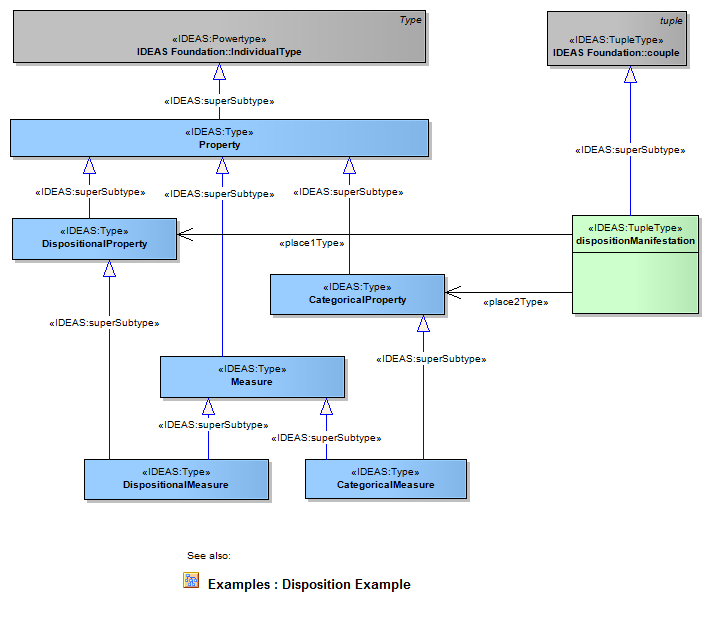 Type
«IDEAS:Powertype»
IDEAS Foundation::IndividualType
tuple
«IDEAS:TupleType»
IDEAS Foundation::couple
«IDEAS:superSubtype»
«IDEAS:Type»
Property
«IDEAS:superSubtype»
«IDEAS:superSubtype»
«IDEAS:superSubtype»
«IDEAS:superSubtype»
«IDEAS:Type»
DispositionalProperty
«place1Type»
«IDEAS:TupleType»
dispositionManifestation
«IDEAS:Type»
CategoricalProperty
«place2Type»
«IDEAS:superSubtype»
«IDEAS:superSubtype»
«IDEAS:Type»
Measure
«IDEAS:superSubtype»
«IDEAS:superSubtype»
«IDEAS:Type»
DispositionalMeasure
«IDEAS:Type»
CategoricalMeasure
See also:
Examples : Disposition Example